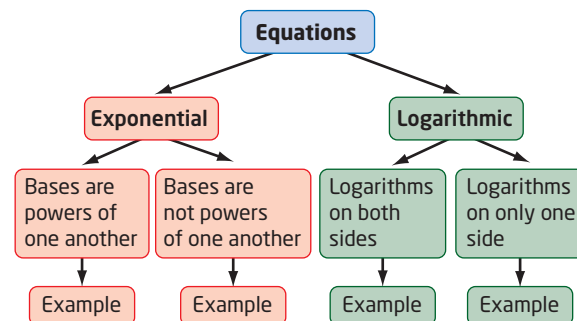 Equations
Exponential
Logarithmic
Bases are
powers of
one another
Bases are
not powers
of one another
Logarithms
on both
sides
Logarithms
on only one
side
Example
Example
Example
Example